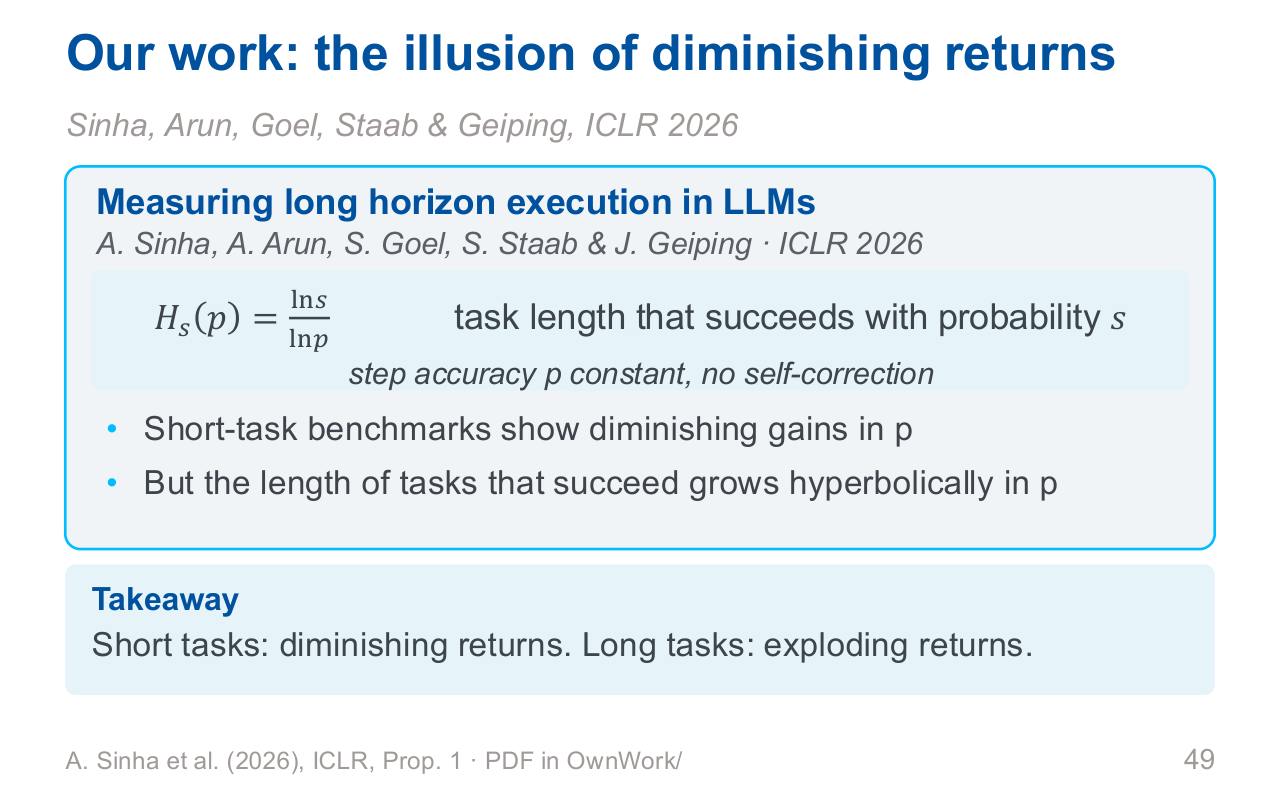 Our work: the illusion of diminishing returns
Sinha, Arun, Goel, Staab & Geiping, ICLR 2026
Measuring long horizon execution in LLMs
A. Sinha, A. Arun, S. Goel, S. Staab & J. Geiping · ICLR 2026
Hₛ(p) = ln s / ln p task length that succeeds with probability s
step accuracy p constant, no self-correction
• Short-task benchmarks show diminishing gains in p
• But the length of tasks that succeed grows hyperbolically in p
Takeaway
Short tasks: diminishing returns. Long tasks: exploding returns.
A. Sinha et al. (2026), ICLR, Prop. 1 · PDF in OwnWork/ 49